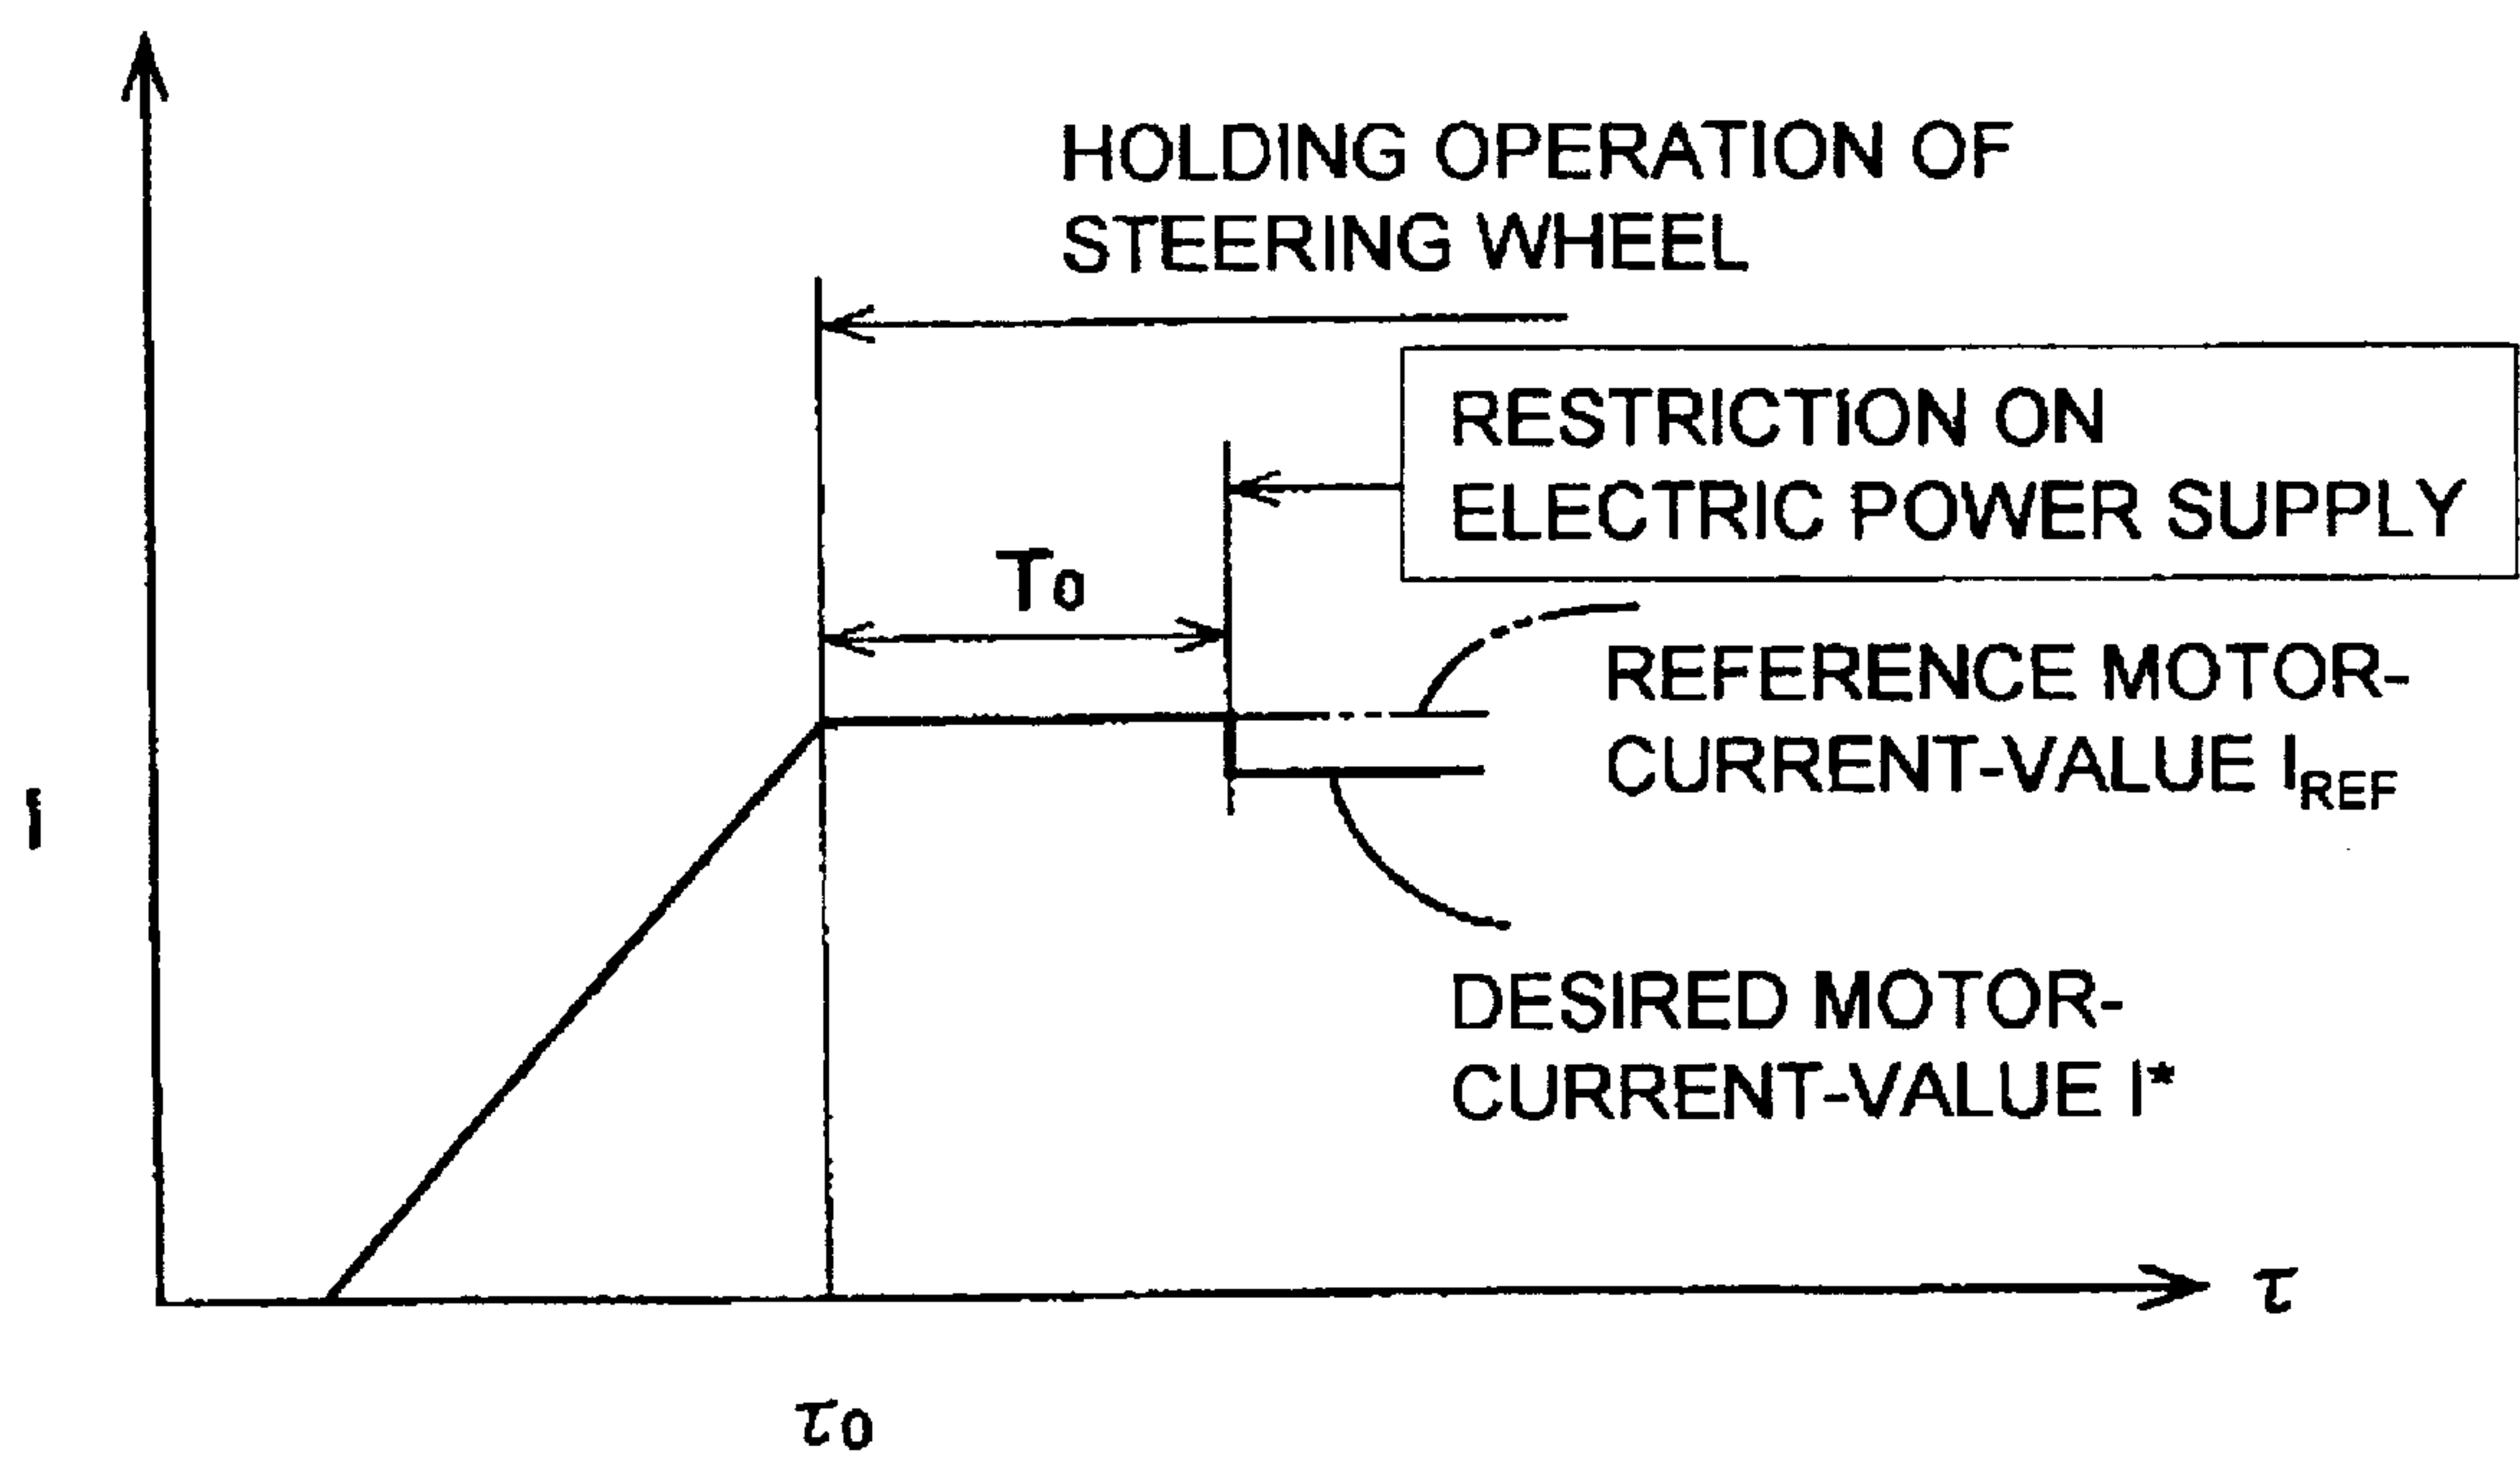 HOLDING OPERATION OF
STEERING WHEEL
RESTRICTION ON
ELECTRIC POWER SUPPLY
T0
REFERENCE MOTOR-
CURRENT-VALUE IREF
i
DESIRED MOTOR-
CURRENT-VALUE I*
τ
τ0